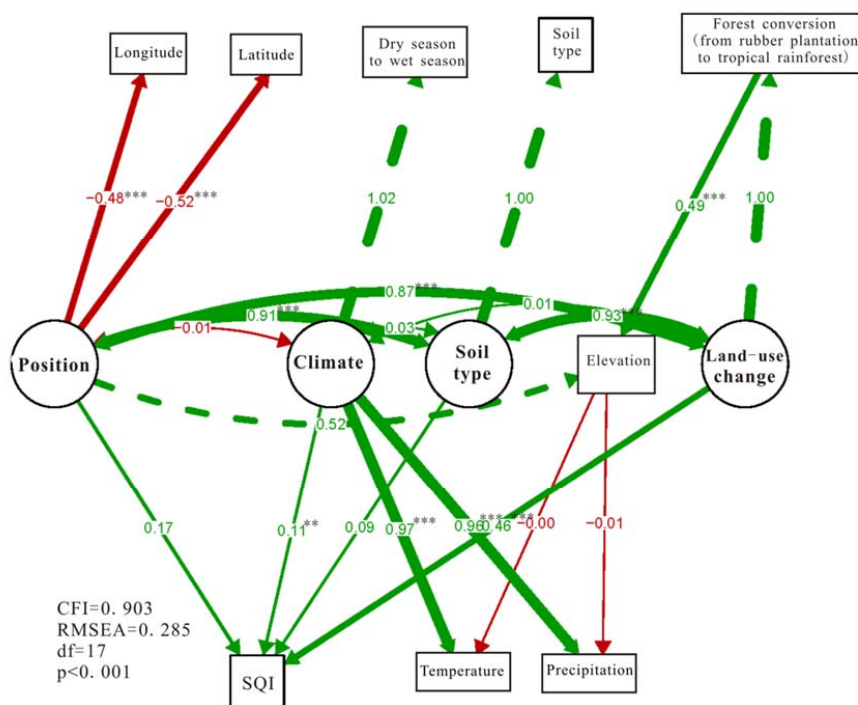 Longitude
Latitude
Dry season
to wet season
Soil
type
Forest conversion
(from rubber plantation
to tropical rainforest)
−0.48***
−0.52***
1.02
1.00
0.49***
1.00
0.87***
0.91***
0.01
−0.01
0.03
0.93***
Position
Climate
Soil
type
Elevation
Land-use
change
0.52
0.17
0.11**
0.09
0.97***
0.96***
0.46***
−0.00
−0.01
CFI=0. 903
RMSEA=0. 285
df=17
p<0. 001
SQI
Temperature
Precipitation